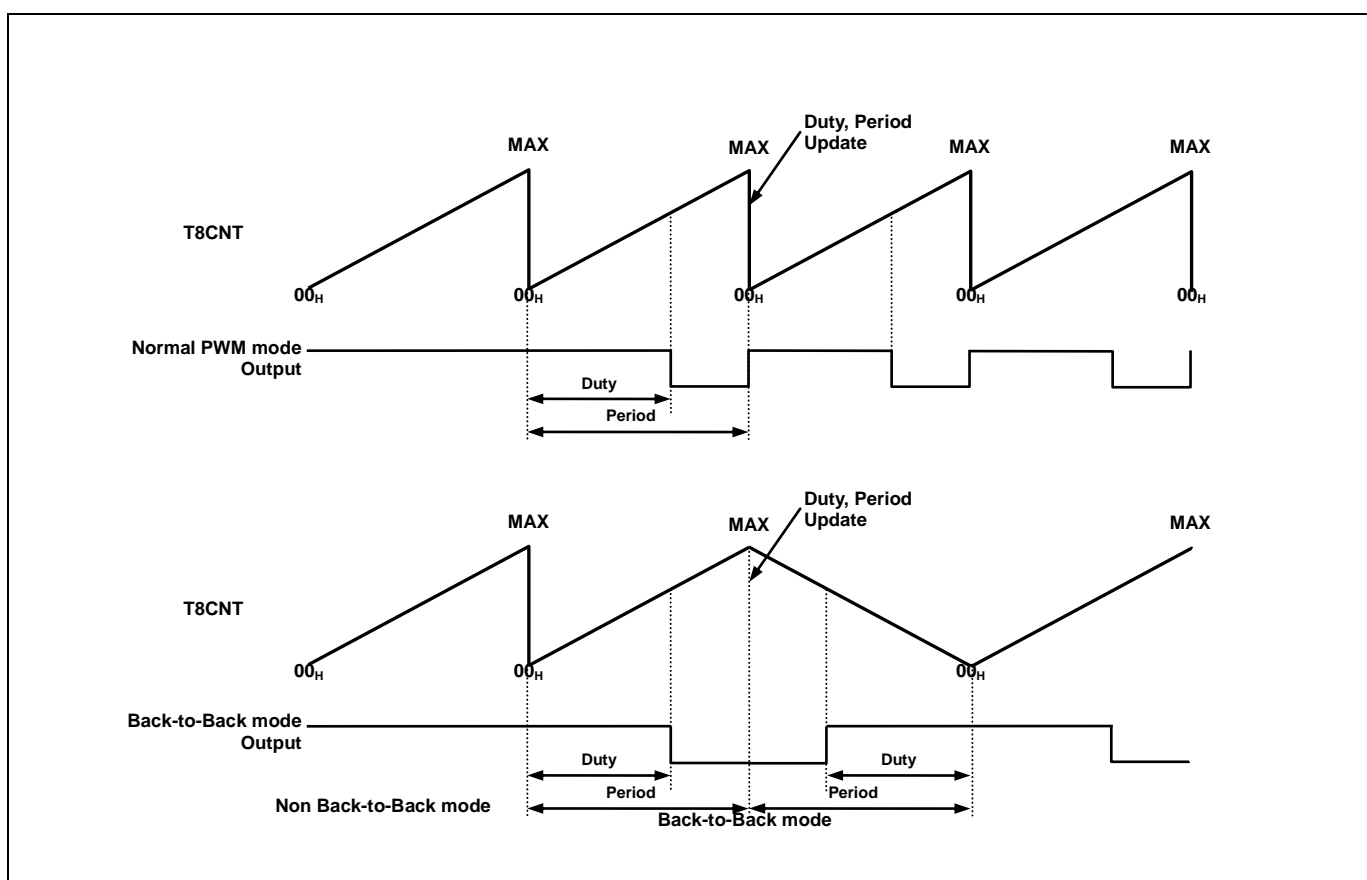 Duty, Period
Update
MAX MAX MAX MAX
T8CNT
00H 00H 00H 00H 00H
Normal PWM mode
Output
Duty
Period
Duty, Period
Update
MAX MAX MAX
T8CNT
00H 00H 00H
Back-to-Back mode
Output
Duty Duty
Non Back-to-Back mode Period Period
Back-to-Back mode